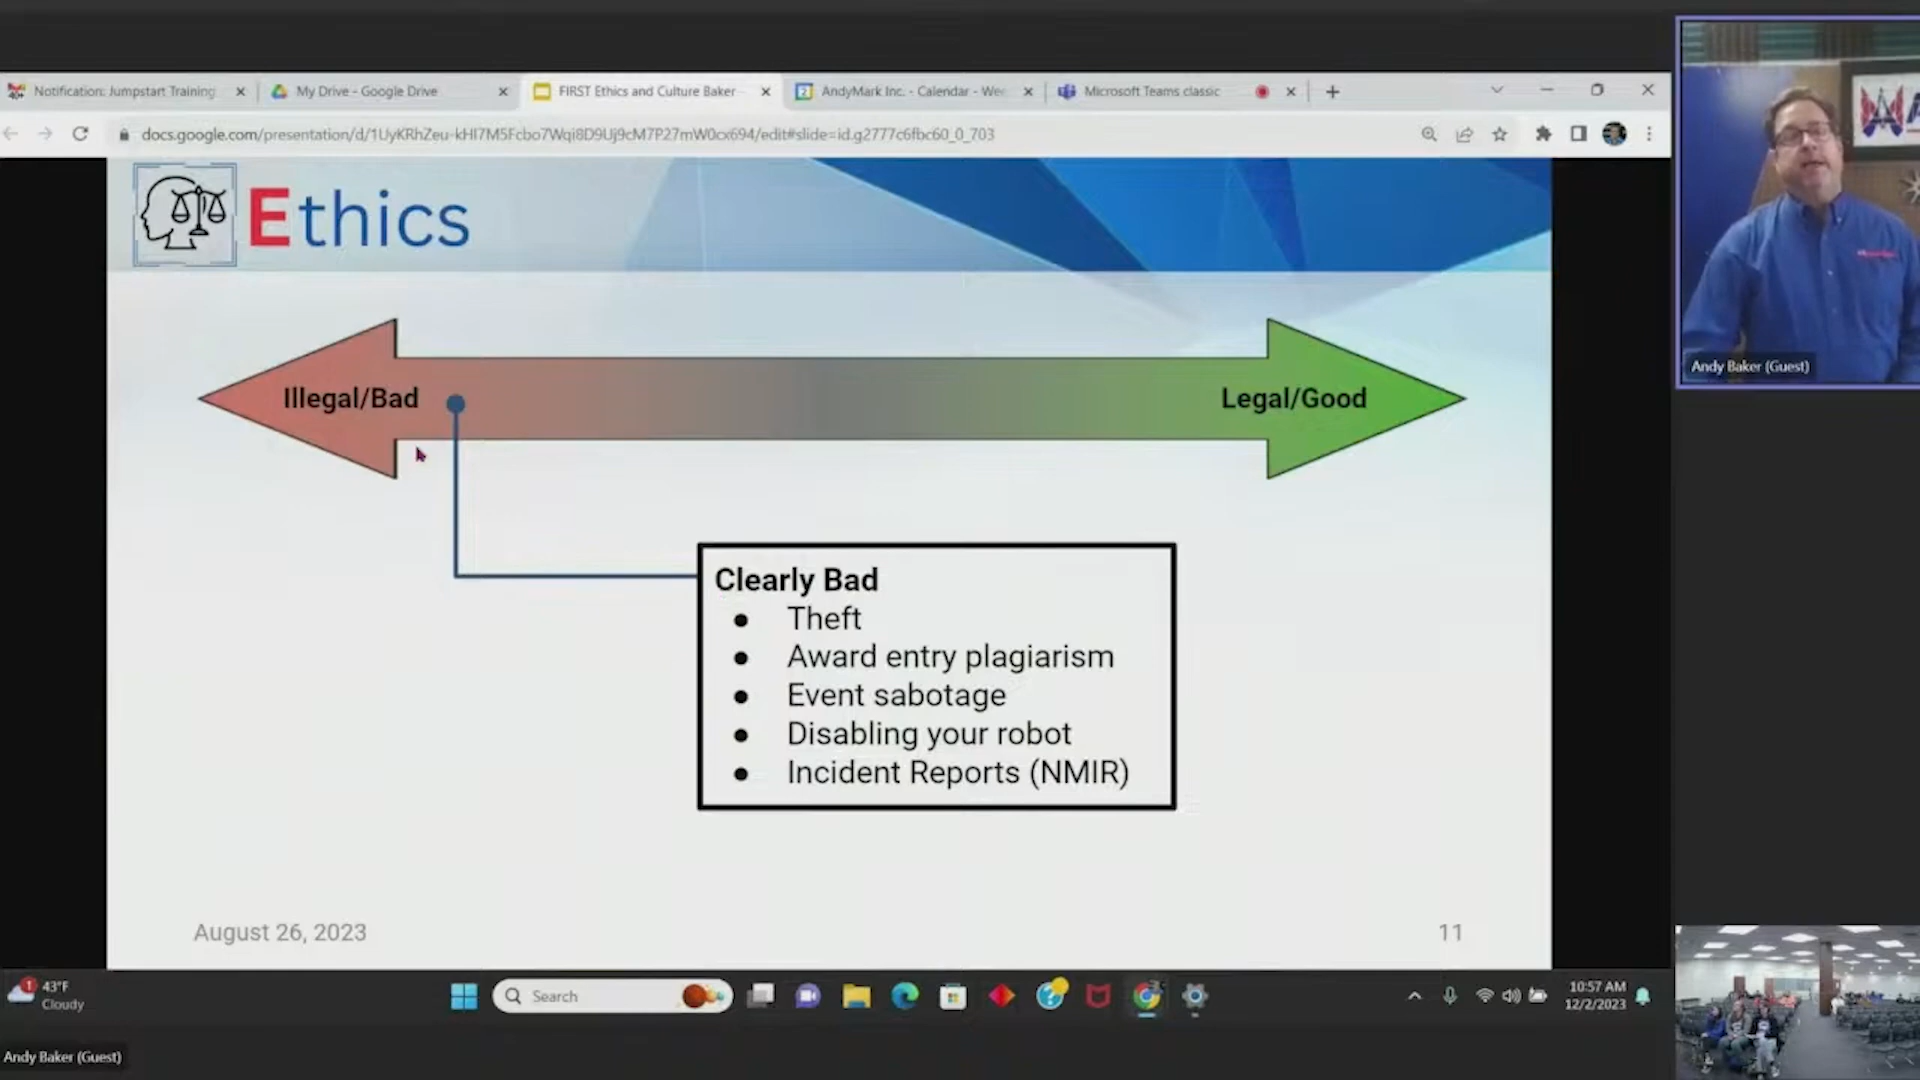 Notification: Jumpstart Training
My Drive - Google Drive
FIRST Ethics and Culture Baker
AndyMark Inc. - Calendar - Wee
Microsoft Teams classic
docs.google.com/presentation/d/1UyKRhZeu-kHI7M5Fcbo7Wqi8D9Uj9cM7P27mW0cx694/edit#slide=id.g2777c6fbc60_0_703
Ethics
Illegal/Bad
Legal/Good
Clearly Bad
● Theft
● Award entry plagiarism
● Event sabotage
● Disabling your robot
● Incident Reports (NMIR)
August 26, 2023
11
Andy Baker (Guest)
1
43°F
Cloudy
Search
10:57 AM
12/2/2023
Andy Baker (Guest)